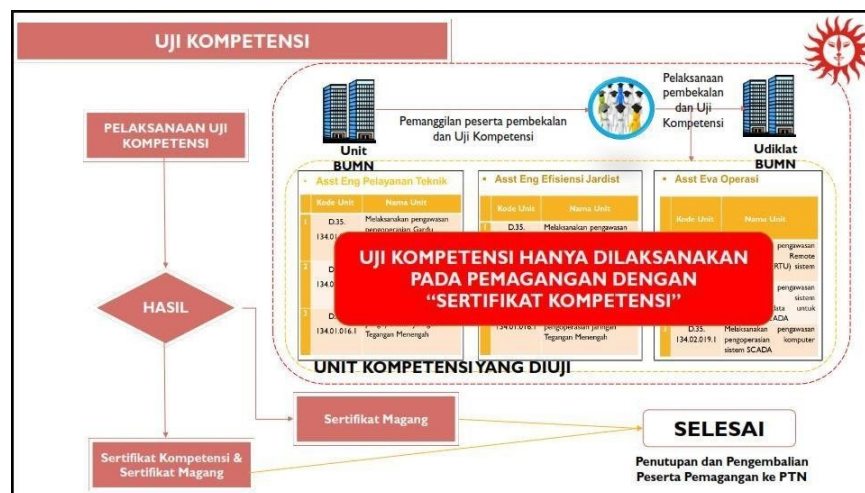 UJI KOMPETENSI
PELAKSANAAN UJI
KOMPETENSI
Unit
BUMN
Pemanggilan peserta pembekalan
dan Uji Kompetensi
Pelaksanaan
pembekalan
dan Uji
Kompetensi
Udiklat
BUMN
• Asst Eng Pelayanan Teknik
Kode Unit Nama Unit
1 D.35. Melaksanakan pengawasan
134.01. pengoperasian Gardu
2
3
134.01.016.1
Tegangan Menengah
• Asst Eng Efisiensi Jardist
Kode Unit Nama Unit
1 D.35. Melaksanakan pengawasan
pengoperasian Jaringan
Tegangan Menengah
• Asst Eva Operasi
Kode Unit Nama Unit
pengawasan
Remote
RTU) sistem
pengawasan
sistem
data untuk
D.35. Melaksanakan pengawasan
134.02.019.1 pengoperasian komputer
sistem SCADA
UJI KOMPETENSI HANYA DILAKSANAKAN
PADA PEMAGANGAN DENGAN
“SERTIFIKAT KOMPETENSI”
UNIT KOMPETENSI YANG DIUJI
HASIL
Sertifikat Magang
Sertifikat Kompetensi &
Sertifikat Magang
SELESAI
Penutupan dan Pengembalian
Peserta Pemagangan ke PTN